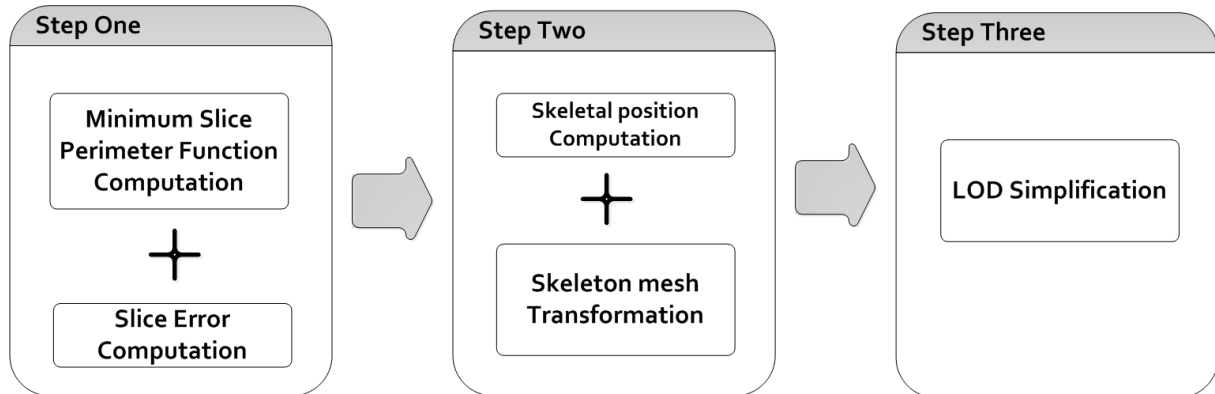 Step One
Minimum Slice
Perimeter Function
Computation
Slice Error
Computation
Step Two
Skeletal position
Computation
Skeleton mesh
Transformation
Step Three
LOD Simplification